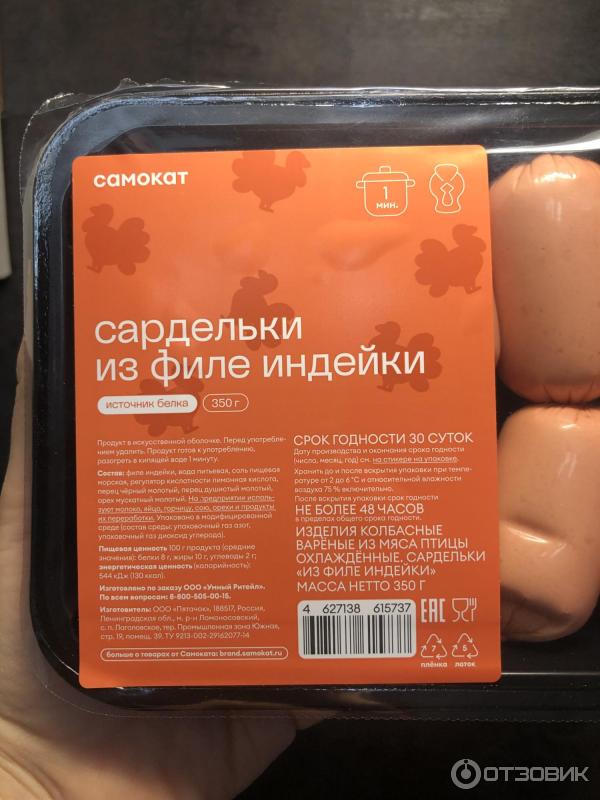 самокат
1
мин.
сардельки
из филе индейки
источник белка
350 г
Продукт в искусственной оболочке. Перед употребле-
нием удалить. Продукт готов к употреблению,
разогреть в кипящей воде 1 минуту.
Состав: филе индейки, вода питьевая, соль пищевая
морская, регулятор кислотности лимонная кислота,
перец чёрный молотый, перец душистый молотый,
орех мускатный молотый. На предприятии исполь-
зуют молоко, яйцо, горчицу, сою, орехи и продукты
их переработки. Упаковано в модифицированной
среде (состав среды: упаковочный газ азот,
упаковочный газ диоксид углерода).
Пищевая ценность 100 г продукта (средние
значения): белки 8 г, жиры 10 г, углеводы 2 г;
энергетическая ценность (калорийность):
544 кДж (130 ккал).
Изготовлено по заказу ООО «Умный Ритейл».
По всем вопросам: 8-800-505-00-15.
Изготовитель: ООО «Пятачок», 188517, Россия,
Ленинградская обл., м. р-н Ломоносовский,
с. п. Лаголовское, тер. Промышленная зона Южная,
стр. 19, помещ. 39, ТУ 9213-002-29162077-14
больше о товарах от Самоката: brand.samokat.ru
СРОК ГОДНОСТИ 30 СУТОК
Дату производства и окончания срока годности
(число, месяц, год) см. на стикере на упаковке.
Хранить до и после вскрытия упаковки при темпе-
ратуре от 2 до 6 °С и относительной влажности
воздуха 75 % включительно.
После вскрытия упаковки срок годности
НЕ БОЛЕЕ 48 ЧАСОВ
в пределах общего срока годности.
ИЗДЕЛИЯ КОЛБАСНЫЕ
ВАРЁНЫЕ ИЗ МЯСА ПТИЦЫ
ОХЛАЖДЁННЫЕ. САРДЕЛЬКИ
«ИЗ ФИЛЕ ИНДЕЙКИ»
МАССА НЕТТО 350 Г
4 627138 615737
EAC
7
плёнка
5
лоток
ОТЗОВИК